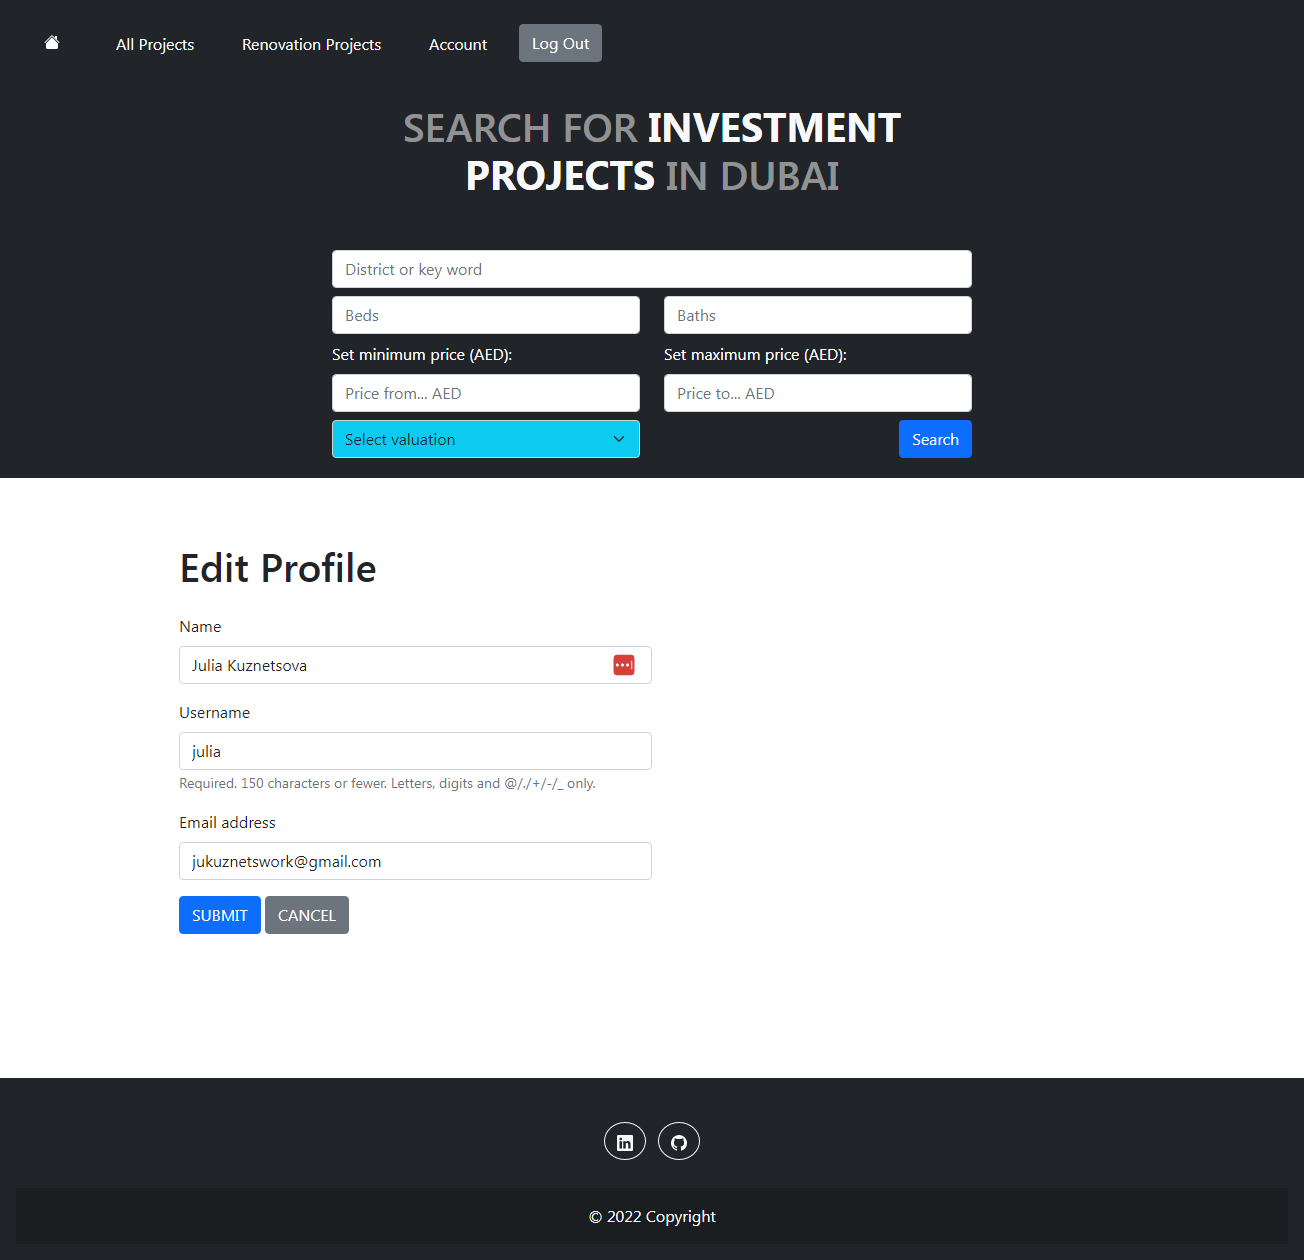 All Projects Renovation Projects Account Log Out
SEARCH FOR INVESTMENT
PROJECTS IN DUBAI
District or key word
Beds Baths
Set minimum price (AED): Set maximum price (AED):
Price from... AED Price to... AED
Select valuation Search
Edit Profile
Name
Julia Kuznetsova
Username
julia
Required. 150 characters or fewer. Letters, digits and @/./+/-/_ only.
Email address
jukuznetswork@gmail.com
SUBMIT CANCEL
in
© 2022 Copyright